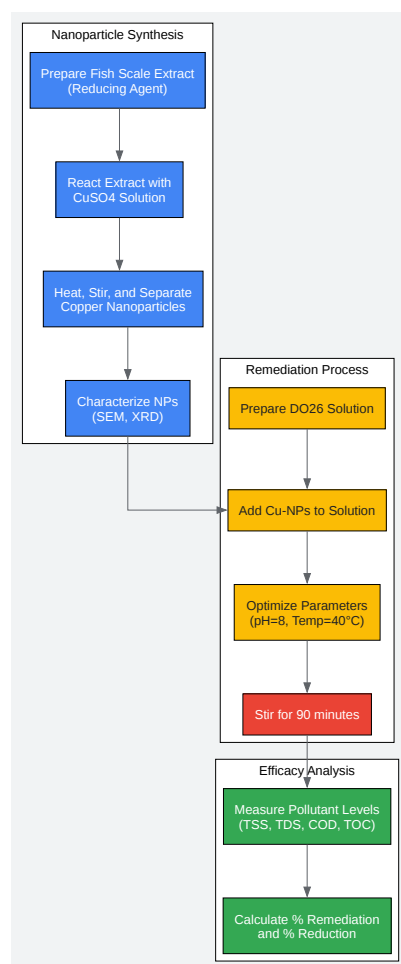 Nanoparticle Synthesis
Prepare Fish Scale Extract
(Reducing Agent)
React Extract with
CuSO4 Solution
Heat, Stir, and Separate
Copper Nanoparticles
Characterize NPs
(SEM, XRD)
Remediation Process
Prepare DO26 Solution
Add Cu-NPs to Solution
Optimize Parameters
(pH=8, Temp=40°C)
Stir for 90 minutes
Efficacy Analysis
Measure Pollutant Levels
(TSS, TDS, COD, TOC)
Calculate % Remediation
and % Reduction